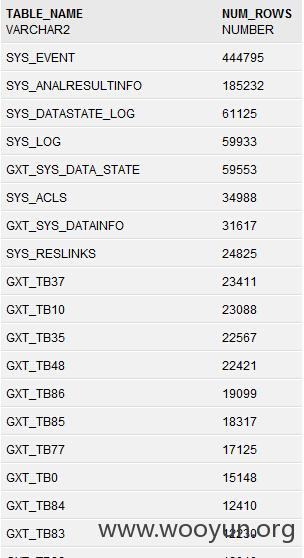 TABLE_NAME NUM_ROWS
VARCHAR2 NUMBER
SYS_EVENT 444795
SYS_ANALRESULTINFO 185232
SYS_DATASTATE_LOG 61125
SYS_LOG 59933
GXT_SYS_DATA_STATE 59553
SYS_ACLS 34988
GXT_SYS_DATAINFO 31617
SYS_RESLINKS 24825
GXT_TB37 23411
GXT_TB10 23088
GXT_TB35 22567
GXT_TB48 22421
GXT_TB86 19099
GXT_TB85 18317
GXT_TB77 17125
GXT_TB0 15148
GXT_TB84 12410
GXT_TB83
www.wooyun.org